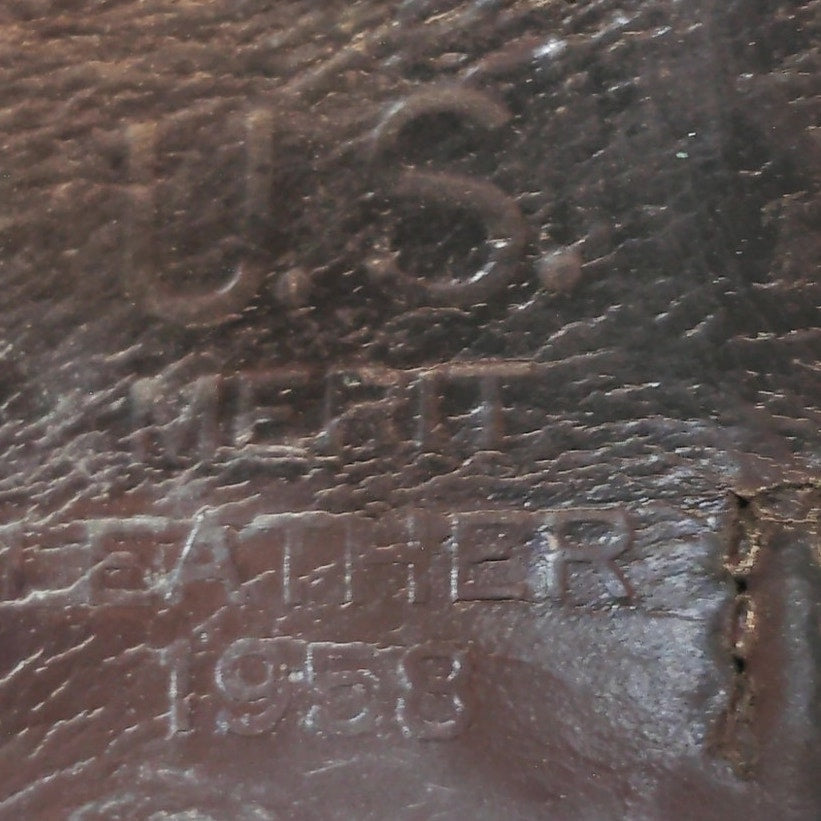 U.S.
MERIT
LEATHER
1958